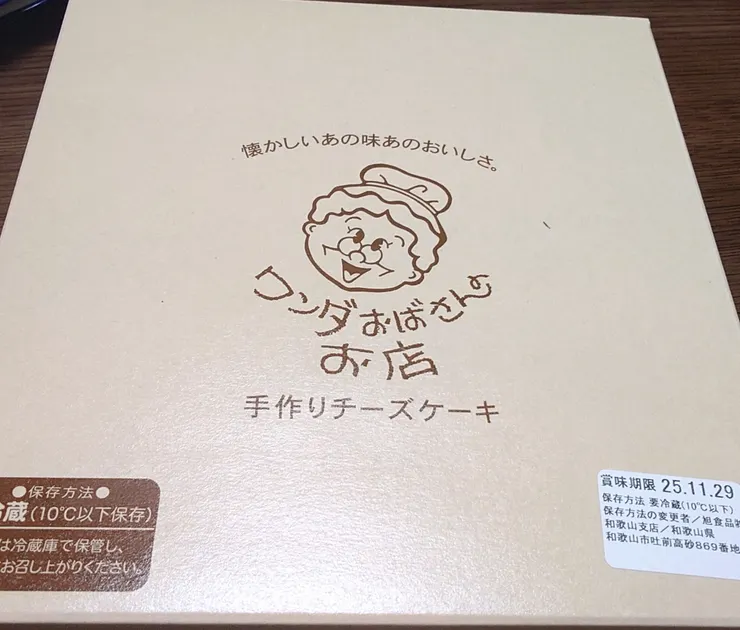 懐かしいあの味あのおいしさ。
ワンダおばさんの
お店
手作りチーズケーキ
●保存方法●
冷蔵(10℃以下保存)
は冷蔵庫で保管し、
お召し上がりください。
賞味期限 25.11.29
保存方法 要冷蔵(10℃以下)
保存方法の変更者/旭食品
和歌山支店/和歌山県
和歌山市吐前高砂869番地